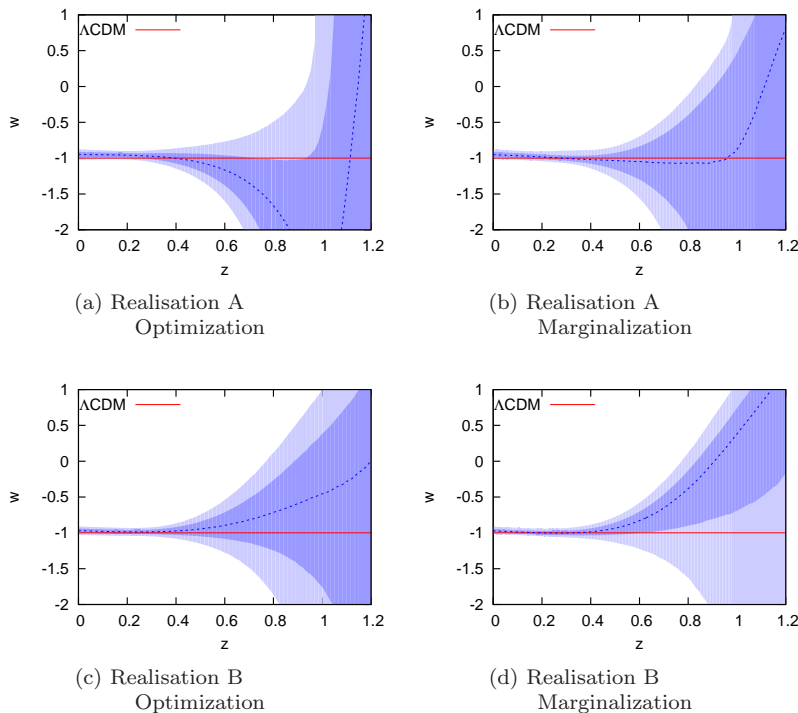 1
0.5
0
-0.5
-1
-1.5
-2
w
ΛCDM
0 0.2 0.4 0.6 0.8 1 1.2
z
(a) Realisation A
Optimization
1
0.5
0
-0.5
-1
-1.5
-2
w
ΛCDM
0 0.2 0.4 0.6 0.8 1 1.2
z
(b) Realisation A
Marginalization
1
0.5
0
-0.5
-1
-1.5
-2
w
ΛCDM
0 0.2 0.4 0.6 0.8 1 1.2
z
(c) Realisation B
Optimization
1
0.5
0
-0.5
-1
-1.5
-2
w
ΛCDM
0 0.2 0.4 0.6 0.8 1 1.2
z
(d) Realisation B
Marginalization